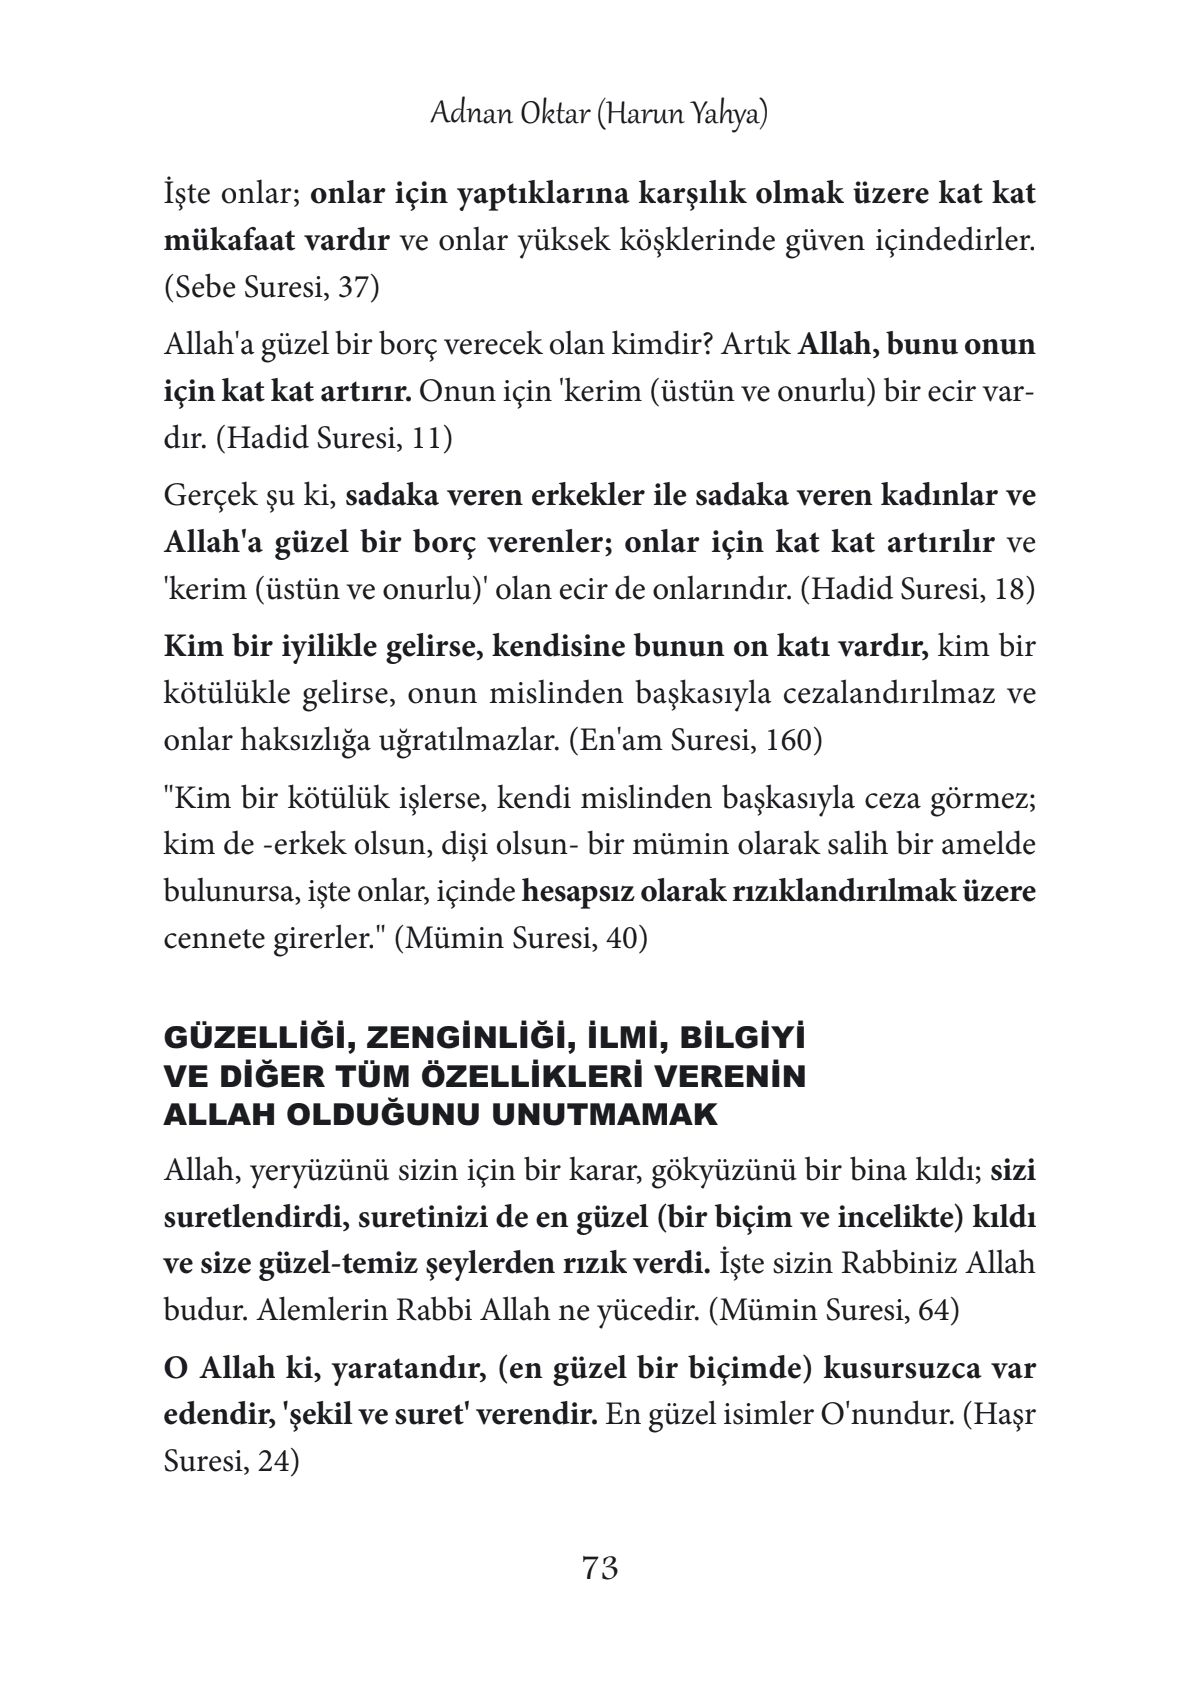 Adnan Oktar (Harun Yahya)
İşte onlar; onlar için yaptıklarına karşılık olmak üzere kat kat
mükafaat vardır ve onlar yüksek köşklerinde güven içindedirler.
(Sebe Suresi, 37)
Allah'a güzel bir borç verecek olan kimdir? Artık Allah, bunu onun
için kat kat artırır. Onun için 'kerim (üstün ve onurlu) bir ecir var-
dır. (Hadid Suresi, 11)
Gerçek şu ki, sadaka veren erkekler ile sadaka veren kadınlar ve
Allah'a güzel bir borç verenler; onlar için kat kat artırılır ve
'kerim (üstün ve onurlu)' olan ecir de onlarındır. (Hadid Suresi, 18)
Kim bir iyilikle gelirse, kendisine bunun on katı vardır, kim bir
kötülükle gelirse, onun mislinden başkasıyla cezalandırılmaz ve
onlar haksızlığa uğratılmazlar. (En'am Suresi, 160)
"Kim bir kötülük işlerse, kendi mislinden başkasıyla ceza görmez;
kim de -erkek olsun, dişi olsun- bir mümin olarak salih bir amelde
bulunursa, işte onlar, içinde hesapsız olarak rızıklandırılmak üzere
cennete girerler." (Mümin Suresi, 40)
GÜZELLİĞİ, ZENGİNLİĞİ, İLMİ, BİLGİYİ
VE DİĞER TÜM ÖZELLİKLERİ VERENİN
ALLAH OLDUĞUNU UNUTMAMAK
Allah, yeryüzünü sizin için bir karar, gökyüzünü bir bina kıldı; sizi
suretlendirdi, suretinizi de en güzel (bir biçim ve incelikte) kıldı
ve size güzel-temiz şeylerden rızık verdi. İşte sizin Rabbiniz Allah
budur. Alemlerin Rabbi Allah ne yücedir. (Mümin Suresi, 64)
O Allah ki, yaratandır, (en güzel bir biçimde) kusursuzca var
edendir, 'şekil ve suret' verendir. En güzel isimler O'nundur. (Haşr
Suresi, 24)
73